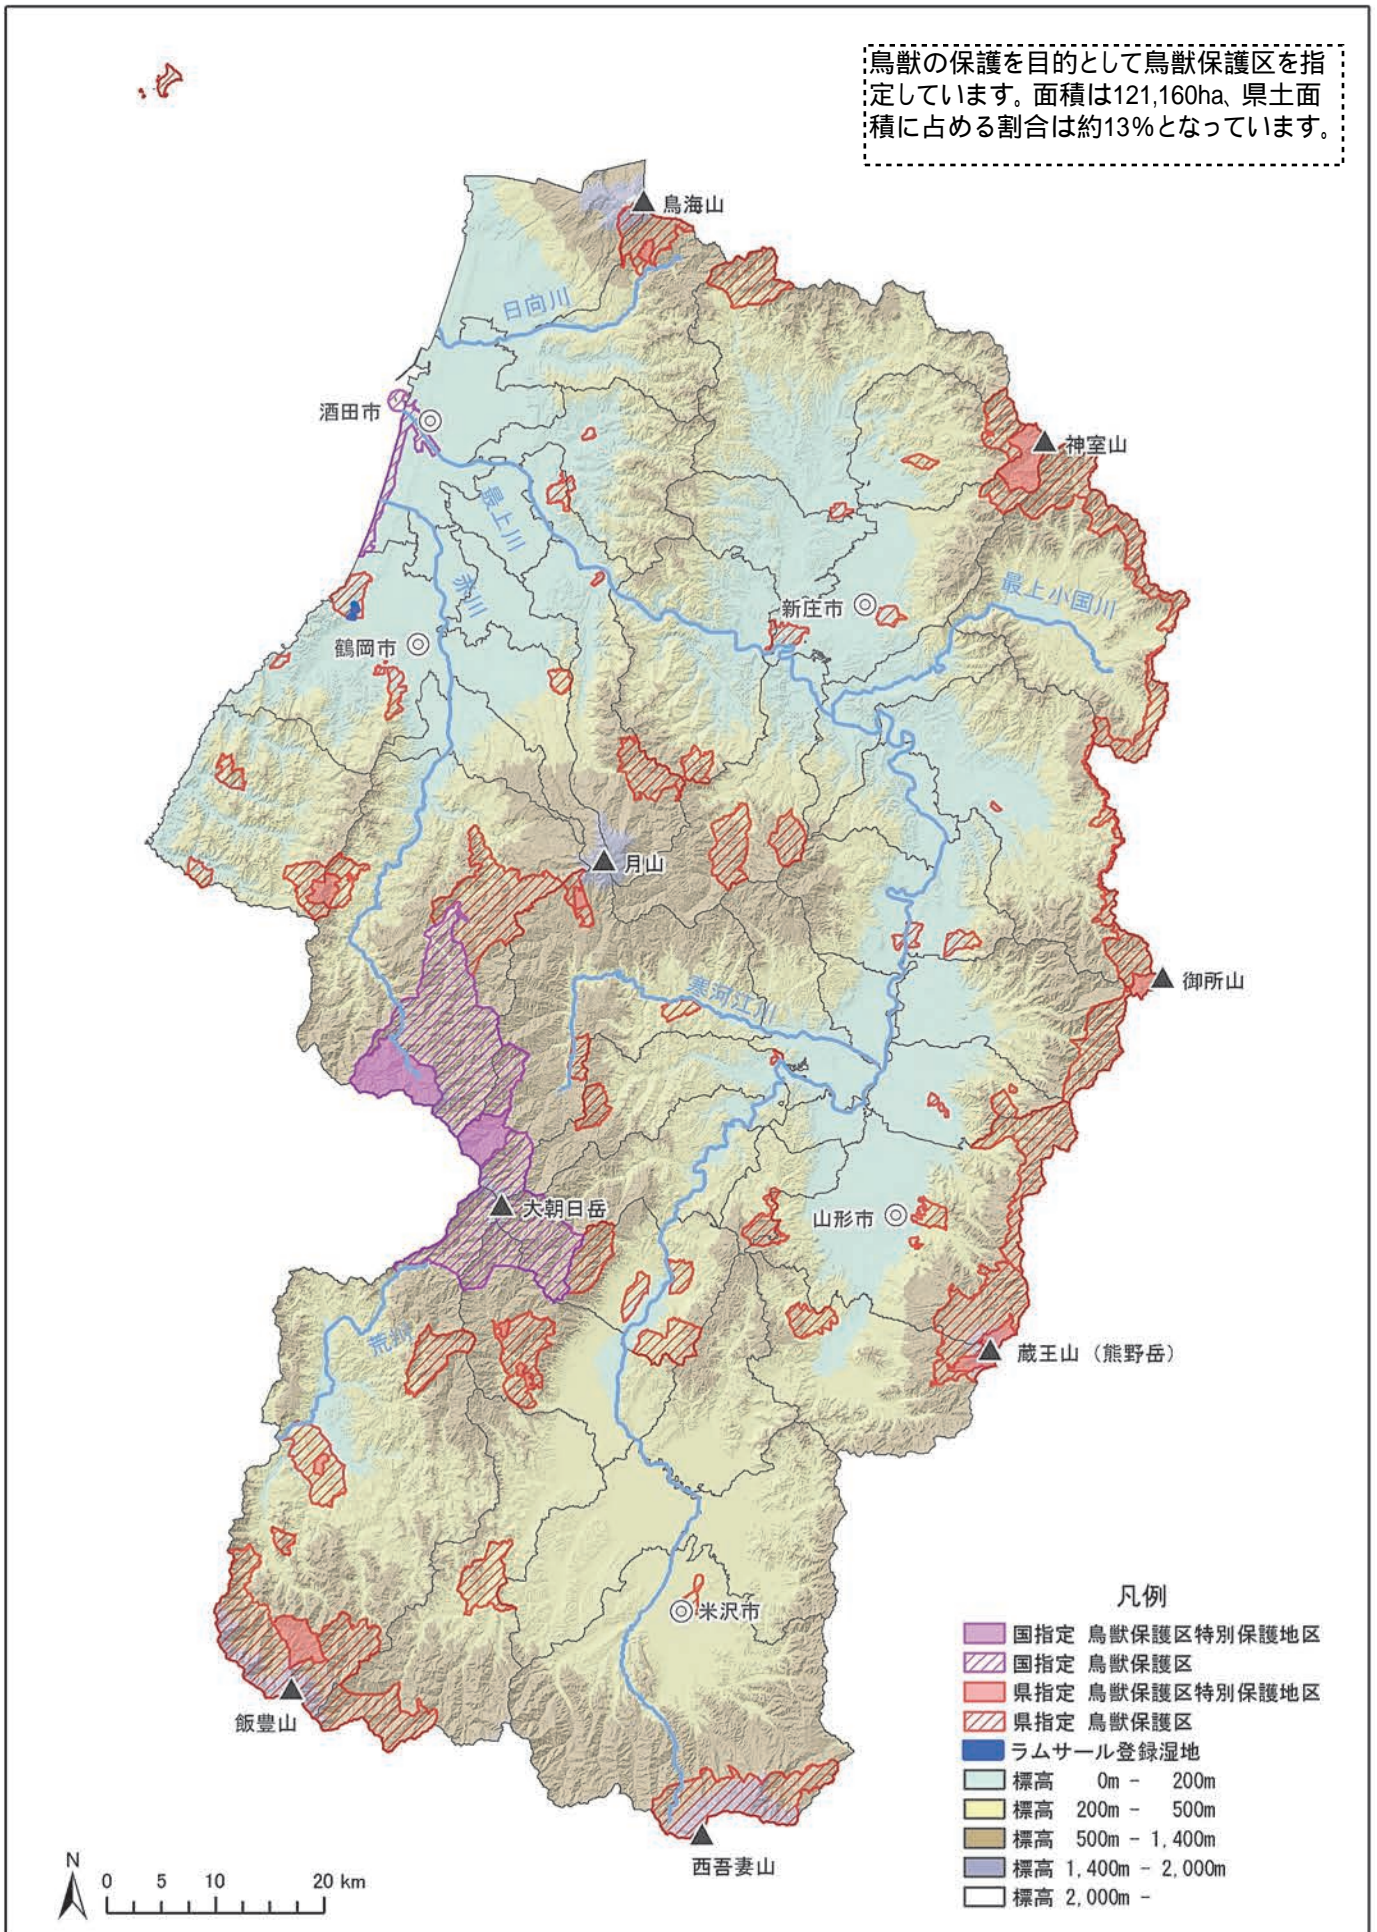 鳥獣の保護を目的として鳥獣保護区を指
定しています。面積は121,160ha、県土面
積に占める割合は約13%となっています。
鳥海山
日向川
酒田市
神室山
最上川
赤川
最上小国川
新庄市
鶴岡市
月山
御所山
寒河江川
大朝日岳
山形市
荒川
蔵王山（熊野岳）
米沢市
飯豊山
西吾妻山
凡例
国指定 鳥獣保護区特別保護地区
国指定 鳥獣保護区
県指定 鳥獣保護区特別保護地区
県指定 鳥獣保護区
ラムサール登録湿地
標高 0m - 200m
標高 200m - 500m
標高 500m - 1,400m
標高 1,400m - 2,000m
標高 2,000m -
N
0 5 10 20 km